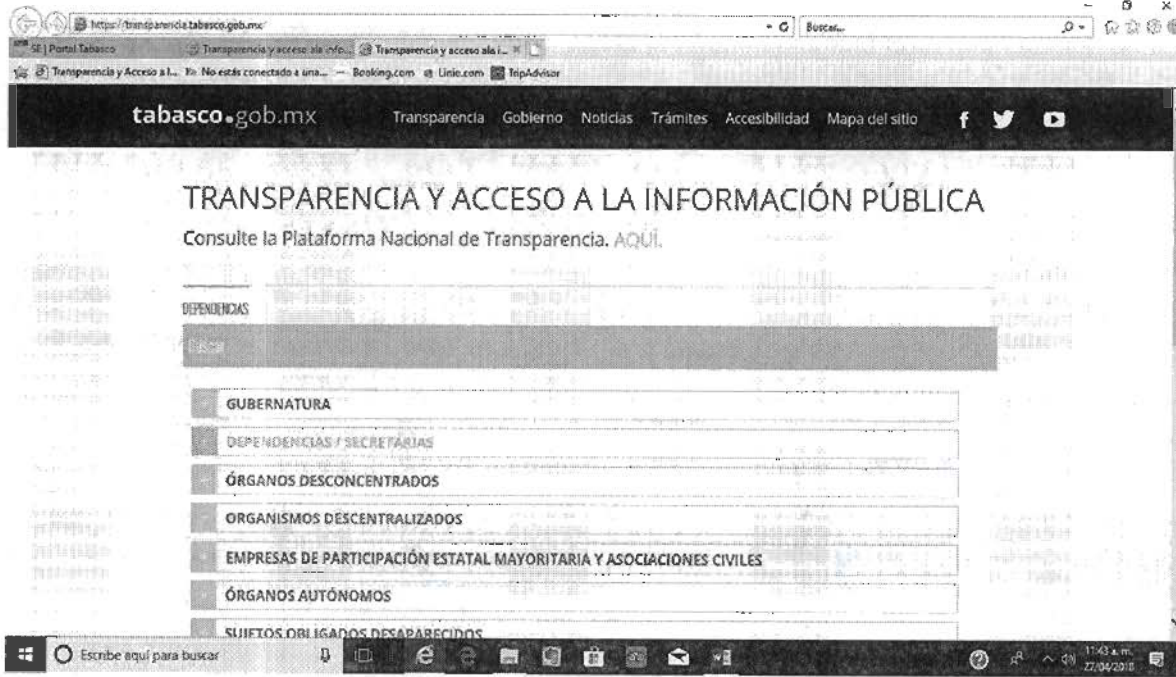 https://transparencia.tabasco.gob.mx/
Buscar...
SE | Portal Tabasco
Transparencia y acceso a la info...
Transparencia y acceso a la i...
Transparencia y Acceso a l...
No estás conectado a una...
Booking.com
Linio.com
TripAdvisor
tabasco.gob.mx
Transparencia Gobierno Noticias Trámites Accesibilidad Mapa del sitio
TRANSPARENCIA Y ACCESO A LA INFORMACIÓN PÚBLICA
Consulte la Plataforma Nacional de Transparencia. AQUÍ.
DEPENDENCIAS
GUBERNATURA
DEPENDENCIAS / SECRETARÍAS
ÓRGANOS DESCONCENTRADOS
ORGANISMOS DESCENTRALIZADOS
EMPRESAS DE PARTICIPACIÓN ESTATAL MAYORITARIA Y ASOCIACIONES CIVILES
ÓRGANOS AUTÓNOMOS
SUJETOS OBLIGADOS DESAPARECIDOS
Escribe aquí para buscar
11:43 a. m.
27/04/2018